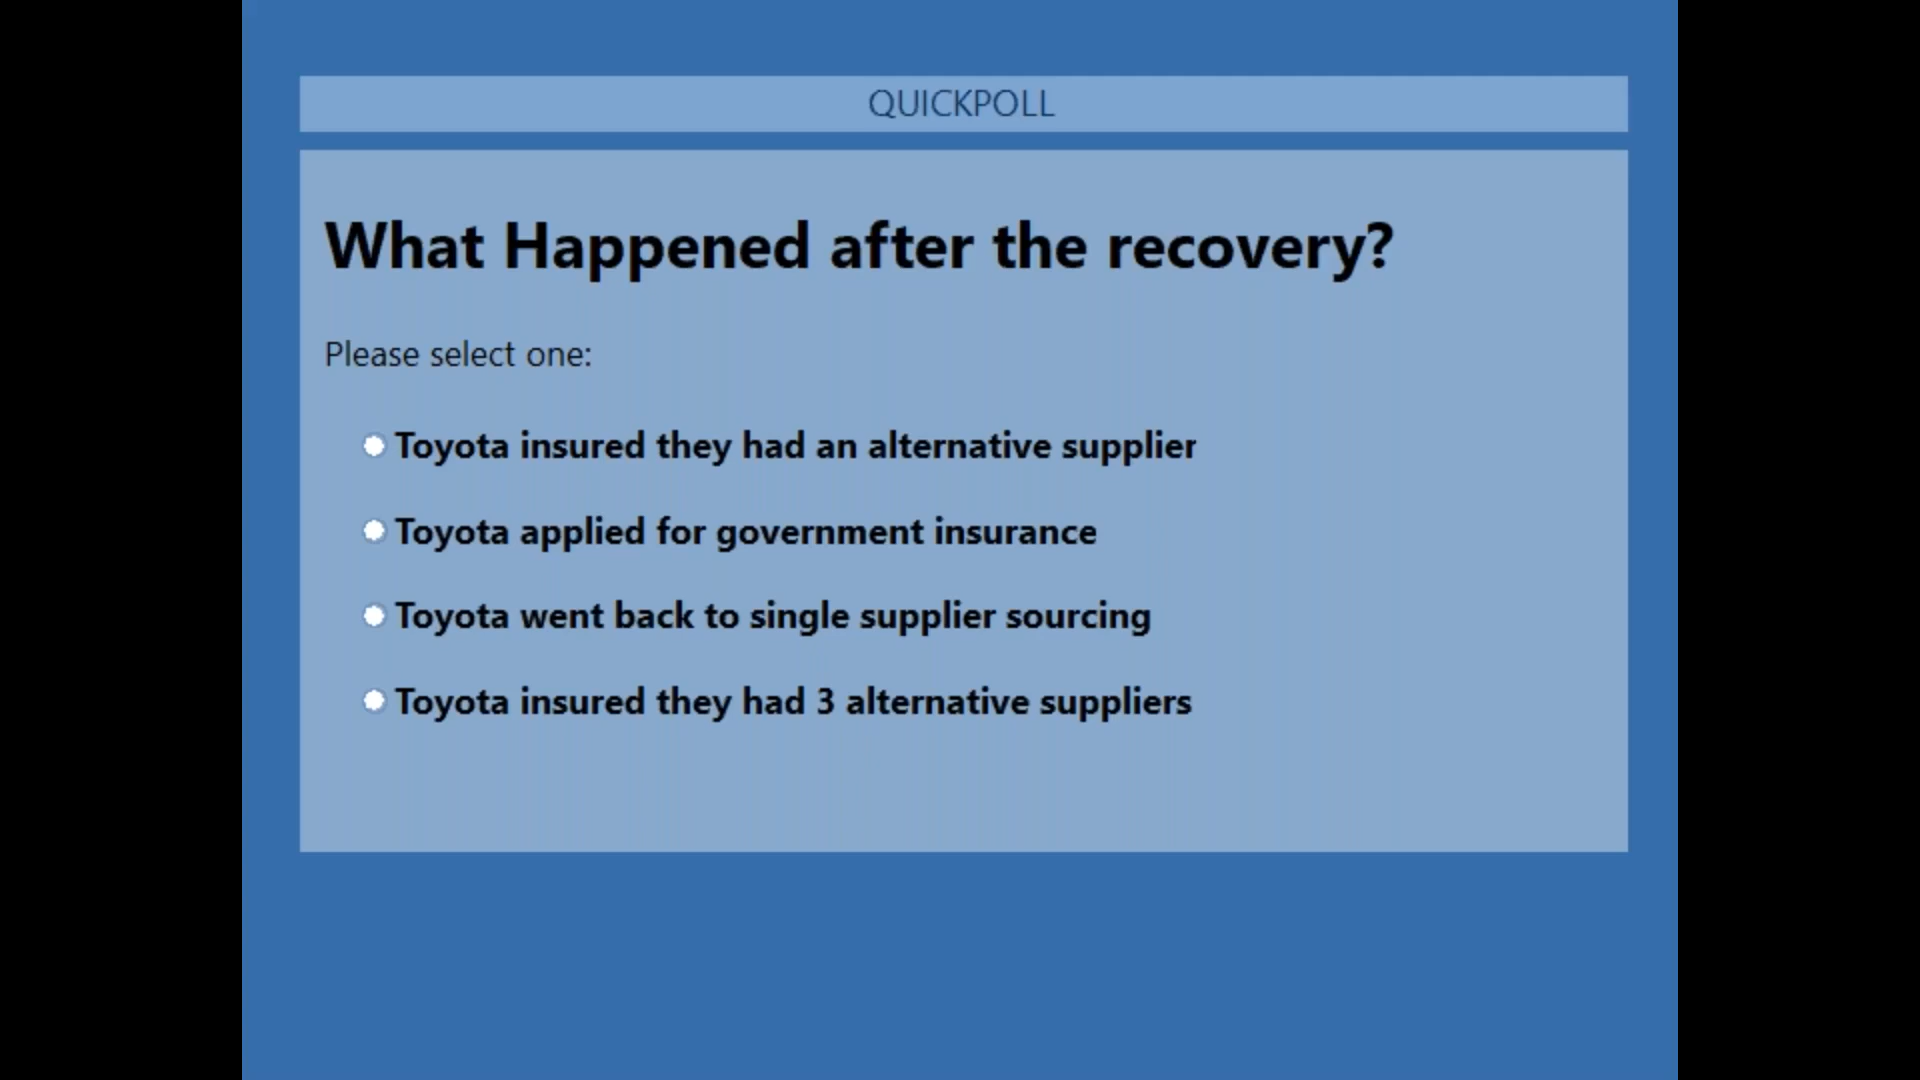 QUICKPOLL
What Happened after the recovery?
Please select one:
Toyota insured they had an alternative supplier
Toyota applied for government insurance
Toyota went back to single supplier sourcing
Toyota insured they had 3 alternative suppliers